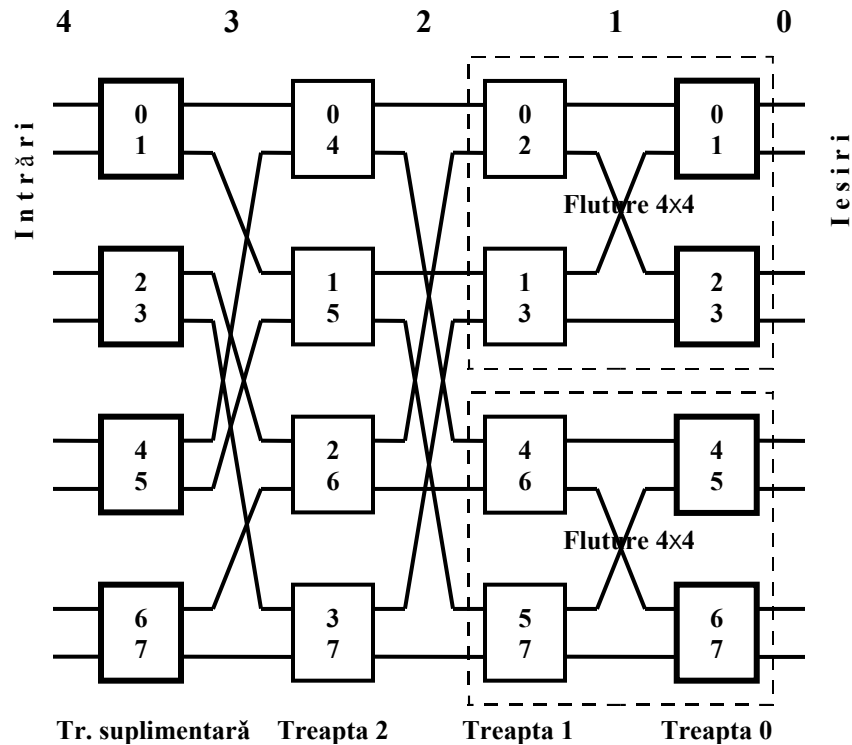 4 3 2 1 0
Intrări
Iesiri
0 0 0 0
1 4 2 1
Fluture 4×4
2 1 1 2
3 5 3 3
4 2 4 4
5 6 6 5
Fluture 4×4
6 3 5 6
7 7 7 7
Tr. suplimentară Treapta 2 Treapta 1 Treapta 0